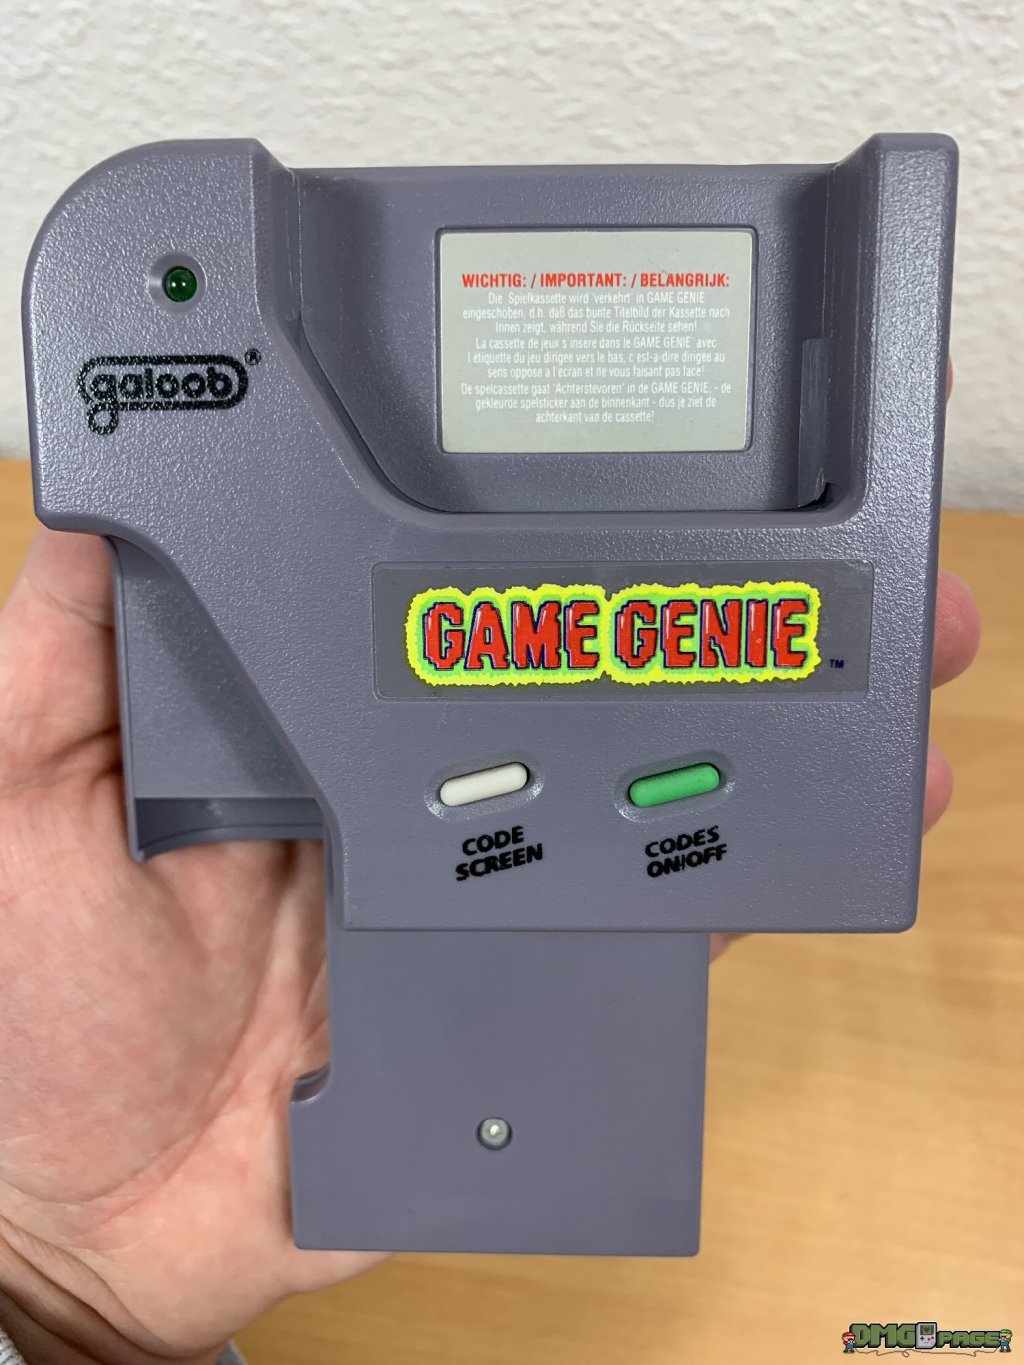 WICHTIG: / IMPORTANT: / BELANGRIJK:
Die Spielkassette wird 'verkehrt' in GAME GENIE
eingeschoben, d.h. daß das bunte Titelbild der Kassette nach
Innen zeigt, während Sie die Rückseite sehen!
La cassette de jeux s insere dans le GAME GENIE avec
l'etiquette du jeu dirigee vers le bas, c est-a-dire dirigee au
sens oppose a l ecran et ne vous faisant pas face!
De spelcassette gaat 'Achterstevoren' in de GAME GENIE, - de
gekleurde spelsticker aan de binnenkant - dus je ziet de
achterkant van de cassette!
galoob®
GAME GENIE ™
CODE
SCREEN
CODES
ON/OFF
DMG PAGE